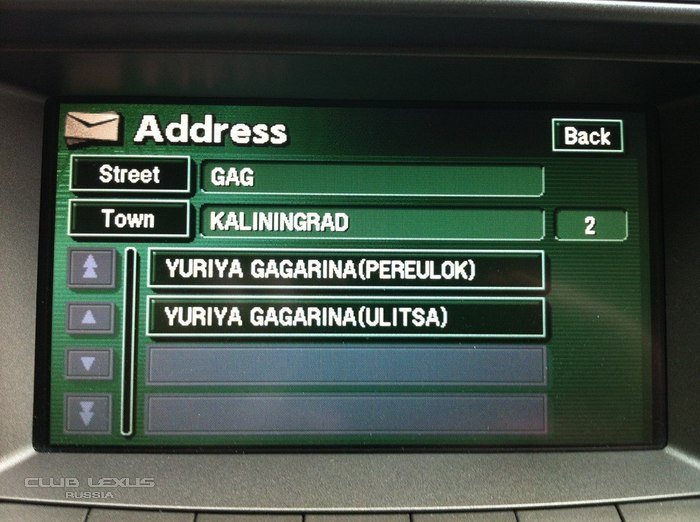 Address
Back
Street GAG
Town KALININGRAD 2
YURIYA GAGARINA(PEREULOK)
YURIYA GAGARINA(ULITSA)
CLUB LEXUS
RUSSIA